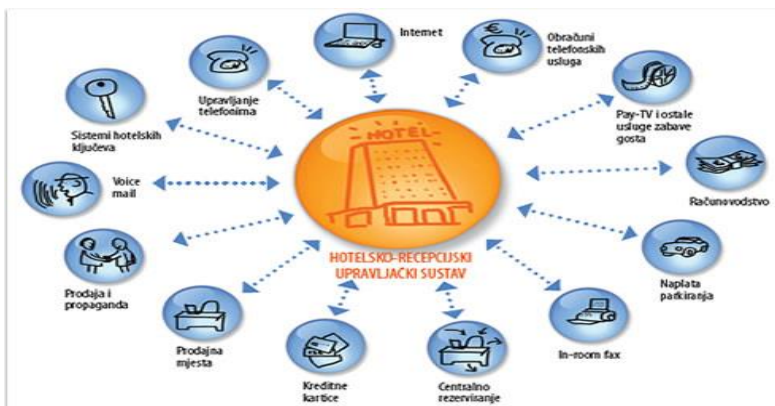 Internet
Obračuni
telefonskih
usluga
Upravljanje
telefonima
Pay-TV i ostale
usluge zabave
gosta
Sistemi hotelskih
ključeva
HOTEL
Voice
mail
Računovodstvo
HOTELSKO-RECEPCIJSKI
UPRAVLJAČKI SUSTAV
Prodaja i
propaganda
Naplata
parkiranja
Prodajna
mjesta
In-room fax
Kreditne
kartice
Centralno
rezerviranje